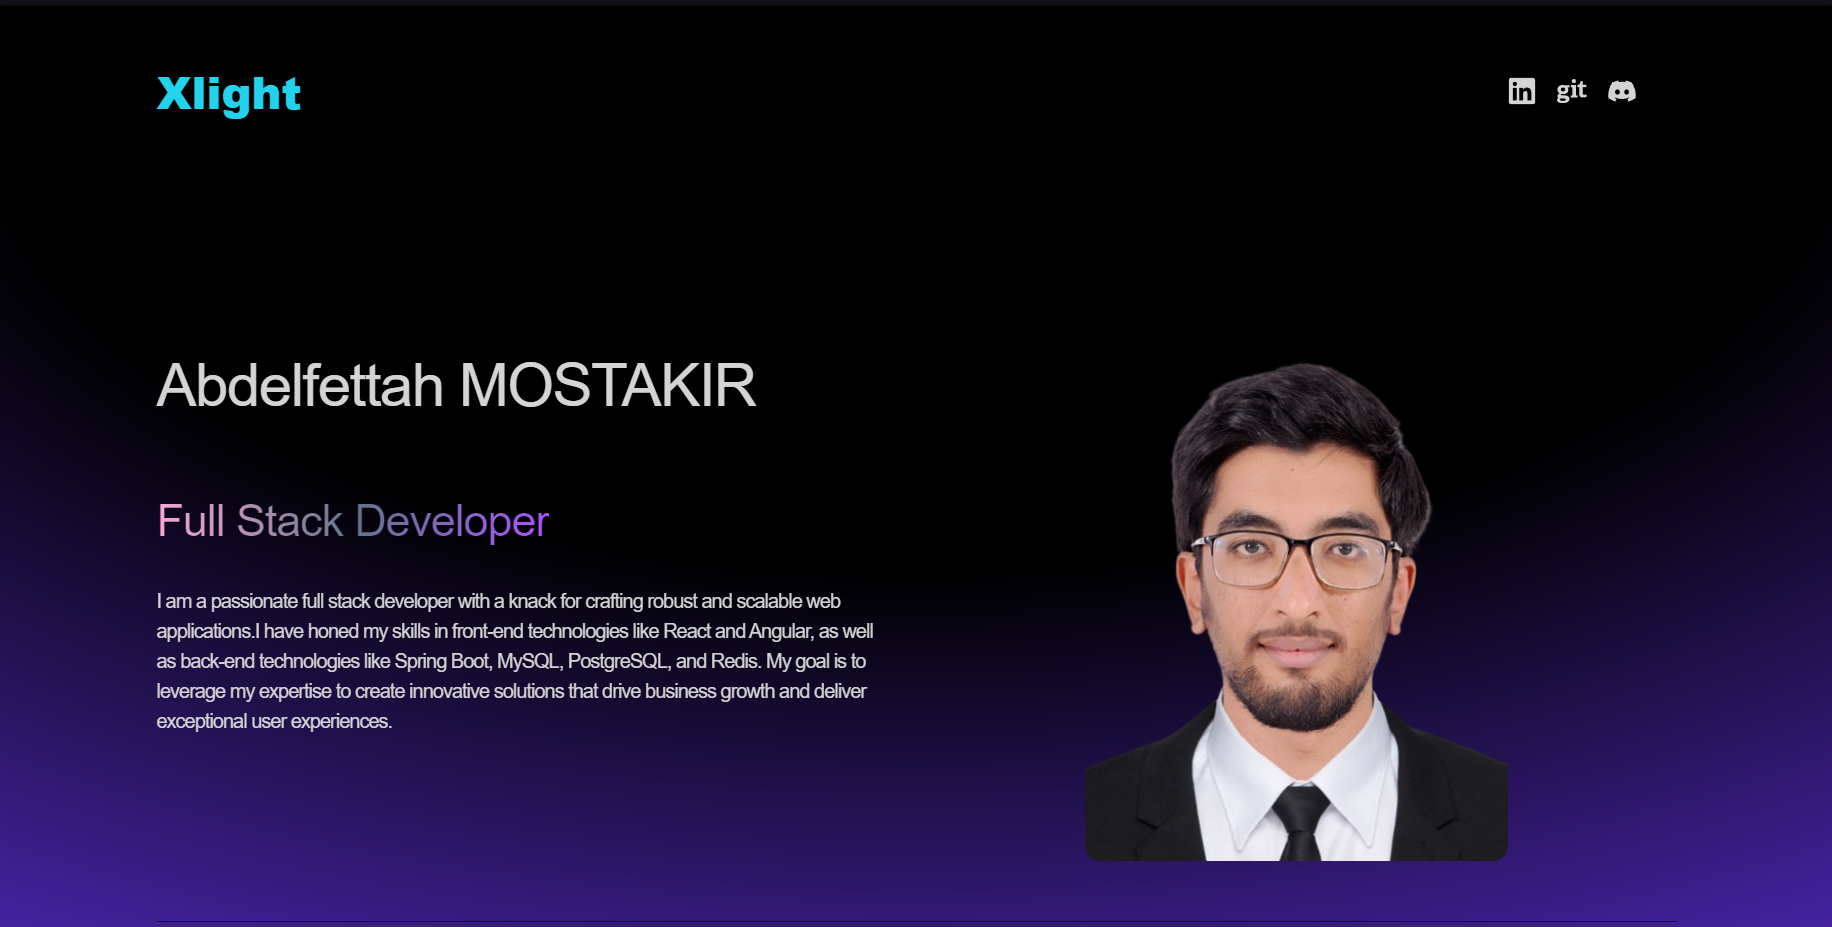 Xlight
in
git
Abdelfettah MOSTAKIR
Full Stack Developer
I am a passionate full stack developer with a knack for crafting robust and scalable web
applications.I have honed my skills in front-end technologies like React and Angular, as well
as back-end technologies like Spring Boot, MySQL, PostgreSQL, and Redis. My goal is to
leverage my expertise to create innovative solutions that drive business growth and deliver
exceptional user experiences.